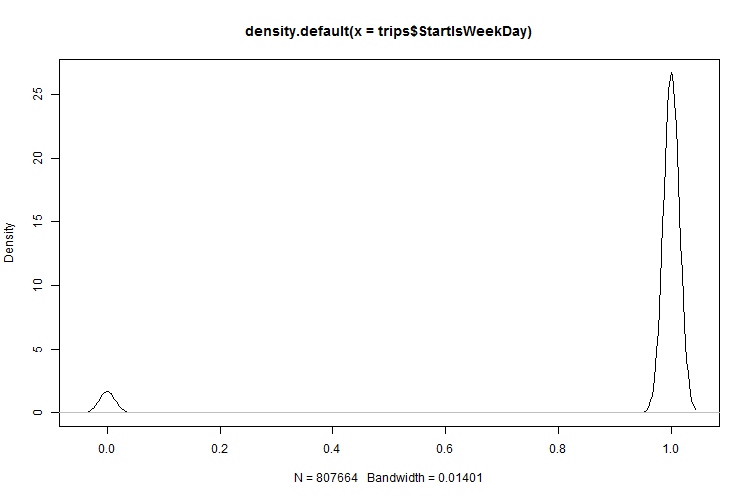 density.default(x = trips$StartIsWeekDay)
Density
25
20
15
10
5
0
0.0 0.2 0.4 0.6 0.8 1.0
N = 807664 Bandwidth = 0.01401